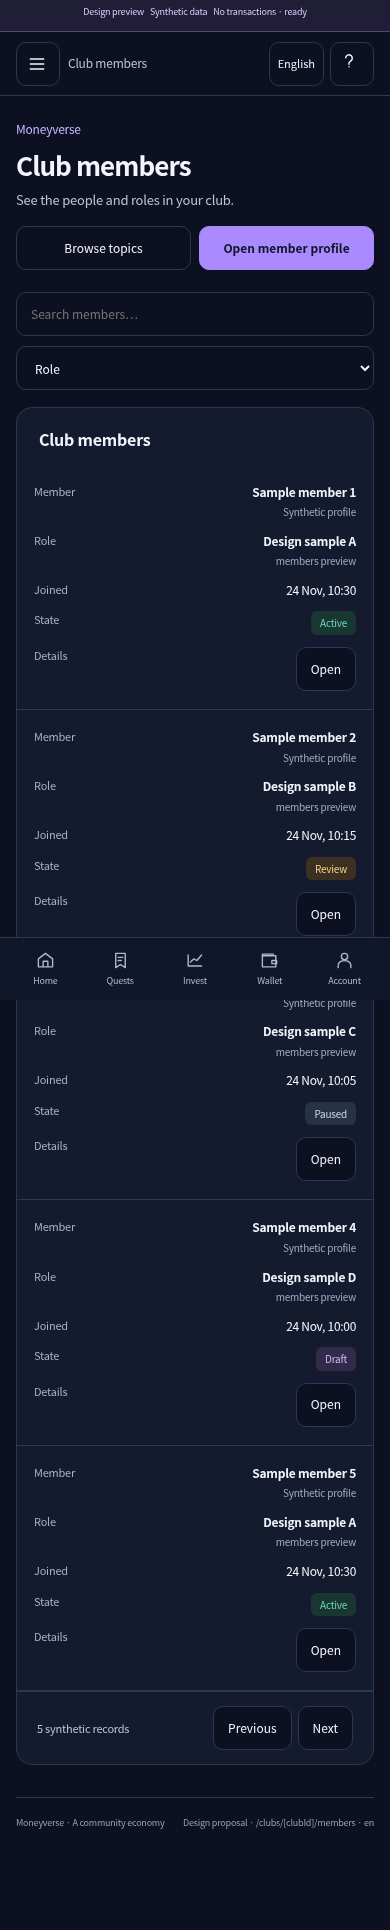 Design preview Synthetic data No transactions · ready
Club members
English
?
Moneyverse
Club members
See the people and roles in your club.
Browse topics
Open member profile
Search members…
Role
Club members
Member Sample member 1
Synthetic profile
Role Design sample A
members preview
Joined 24 Nov, 10:30
State Active
Details Open
Member Sample member 2
Synthetic profile
Role Design sample B
members preview
Joined 24 Nov, 10:15
State Review
Details Open
Home Quests Invest Wallet Account
Synthetic profile
Role Design sample C
members preview
Joined 24 Nov, 10:05
State Paused
Details Open
Member Sample member 4
Synthetic profile
Role Design sample D
members preview
Joined 24 Nov, 10:00
State Draft
Details Open
Member Sample member 5
Synthetic profile
Role Design sample A
members preview
Joined 24 Nov, 10:30
State Active
Details Open
5 synthetic records Previous Next
Moneyverse · A community economy Design proposal · /clubs/[clubId]/members · en